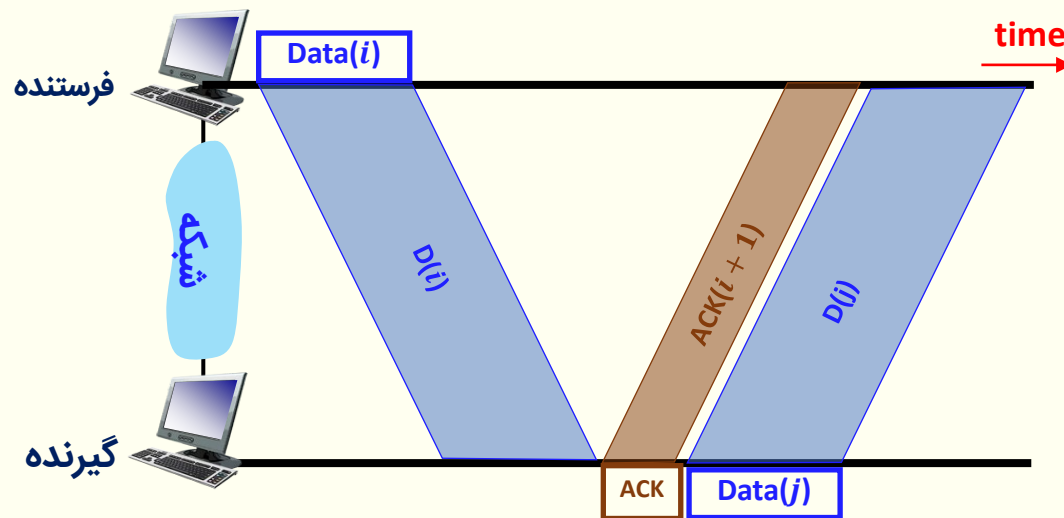 Data(i)
time
فرستنده
شبکه
D(i)
ACK(i + 1)
D(j)
گیرنده
ACK
Data(j)